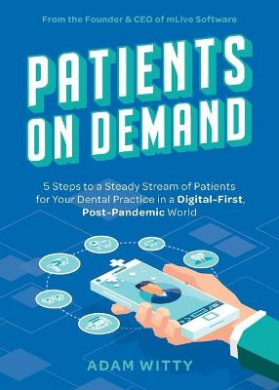 From the Founder & CEO of mLive Software
PATIENTS
ON DEMAND
5 Steps to a Steady Stream of Patients
for Your Dental Practice in a Digital-First,
Post-Pandemic World
ADAM WITTY